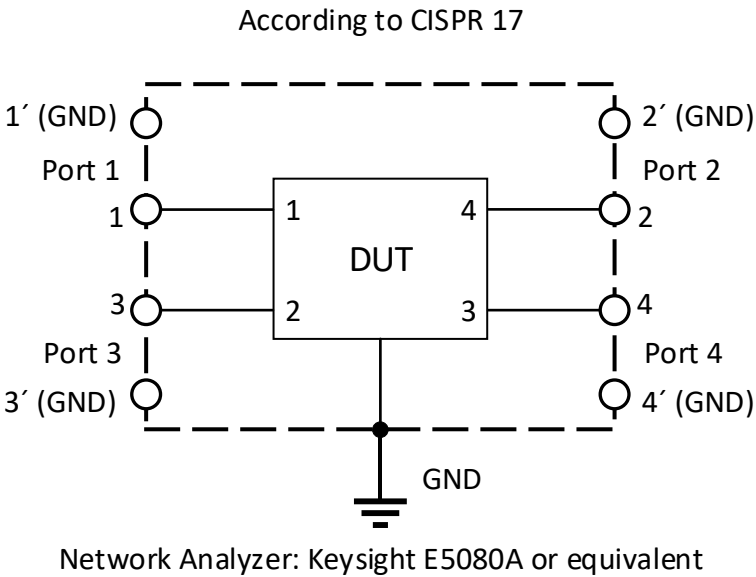 According to CISPR 17
1´ (GND)
2´ (GND)
Port 1
Port 2
1
1
4
2
DUT
3
2
3
4
Port 3
Port 4
3´ (GND)
4´ (GND)
GND
Network Analyzer: Keysight E5080A or equivalent